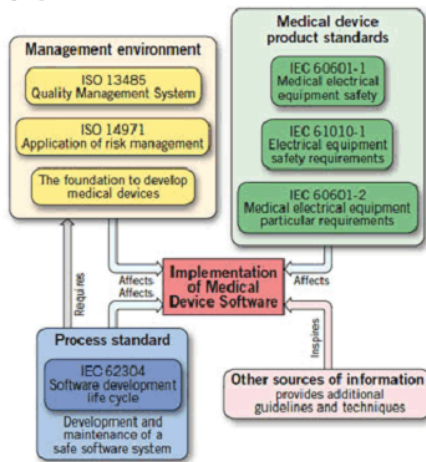 Management environment
ISO 13485
Quality Management System
ISO 14971
Application of risk management
The foundation to develop
medical devices
Medical device
product standards
IEC 60601-1
Medical electrical
equipment safety
IEC 61010-1
Electrical equipment
safety requirements
IEC 60601-2
Medical electrical equipment
particular requirements
Requires
Affects
Affects
Implementation
of Medical
Device Software
Affects
Inspires
Process standard
IEC 62304
Software development
life cycle
Development and
maintenance of a
safe software system
Other sources of information
provides additional
guidelines and techniques